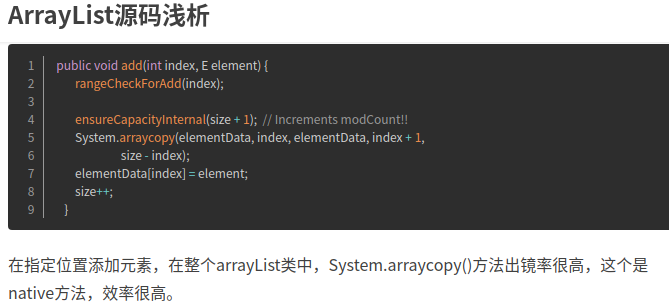 ArrayList源码浅析
1 public void add(int index, E element) {
2 rangeCheckForAdd(index);
3
4 ensureCapacityInternal(size + 1); // Increments modCount!!
5 System.arraycopy(elementData, index, elementData, index + 1,
6 size - index);
7 elementData[index] = element;
8 size++;
9 }
在指定位置添加元素，在整个arrayList类中，System.arraycopy()方法出镜率很高，这个是
native方法，效率很高。